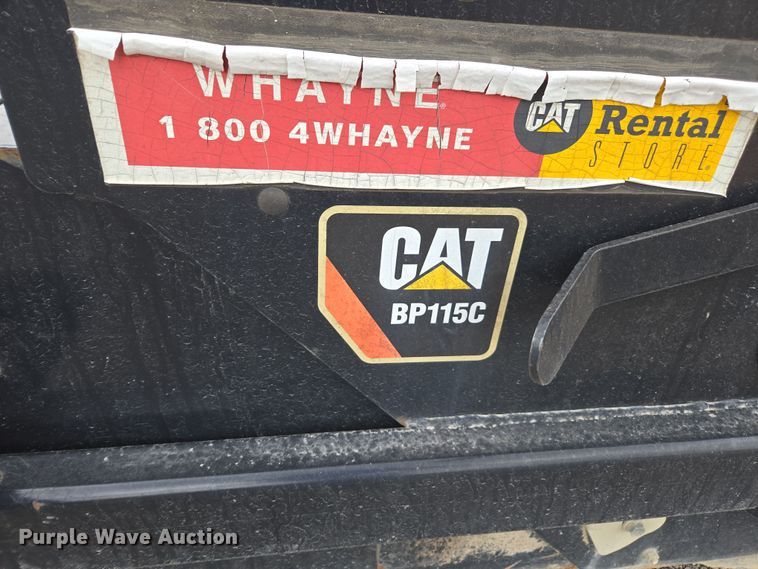 WHAYNE®
1 800 4WHAYNE
CAT Rental
STORE®
CAT
BP115C
Purple Wave Auction